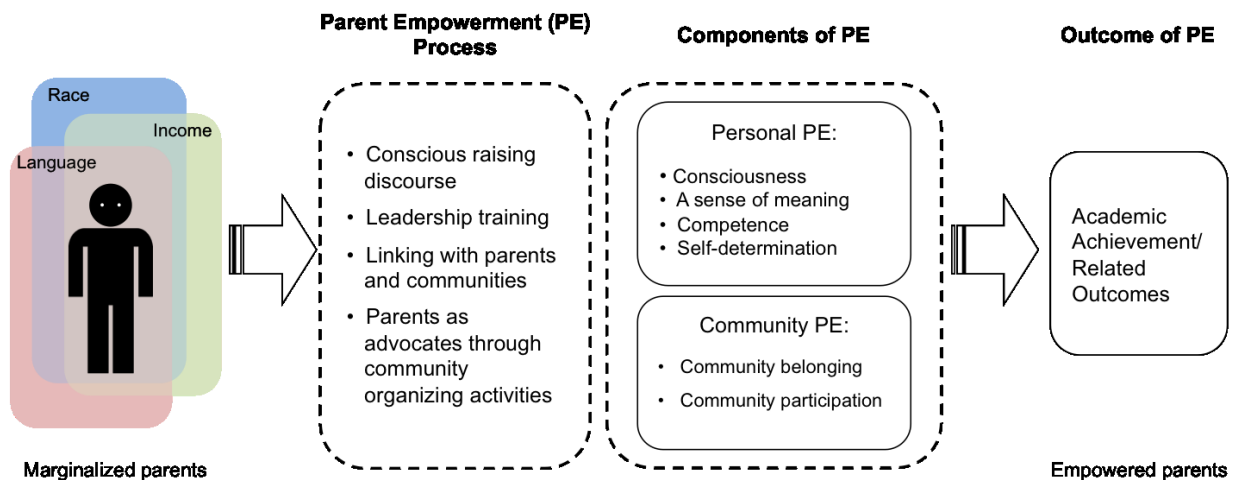 Parent Empowerment (PE)
Process
Components of PE
Outcome of PE
Race
Income
Language
Marginalized parents
• Conscious raising
discourse
• Leadership training
• Linking with parents
and communities
• Parents as
advocates through
community
organizing activities
Personal PE:
• Consciousness
• A sense of meaning
• Competence
• Self-determination
Community PE:
• Community belonging
• Community participation
Academic
Achievement/
Related
Outcomes
Empowered parents